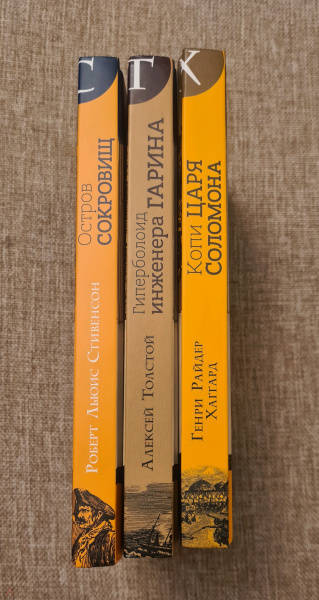 С
Остров
СОКРОВИЩ
Роберт Льюис Стивенсон
Г
Гиперболоид
инженера ГАРИНА
Алексей Толстой
К
Копи ЦАРЯ
СОЛОМОНА
Генри Райдер
Хаггард